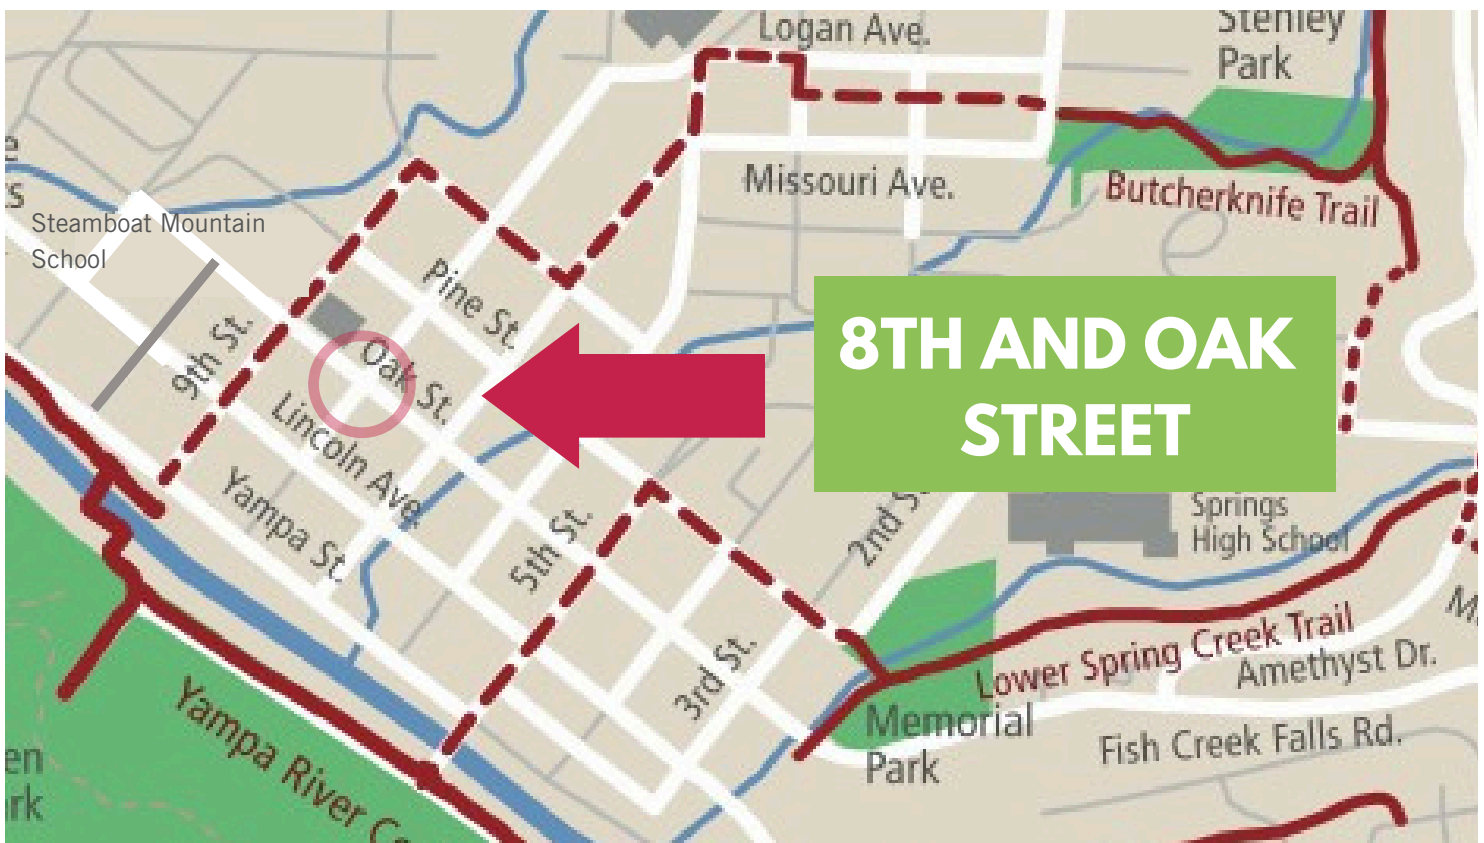 Logan Ave.
Stehley
Park
Missouri Ave.
Butcherknife Trail
Steamboat Mountain
School
Pine St.
8TH AND OAK
STREET
9th St.
Oak St.
Lincoln Ave.
Yampa St.
5th St.
2nd St.
Springs
High School
3rd St.
Lower Spring Creek Trail
Amethyst Dr.
Memorial
Park
Fish Creek Falls Rd.
Yampa River